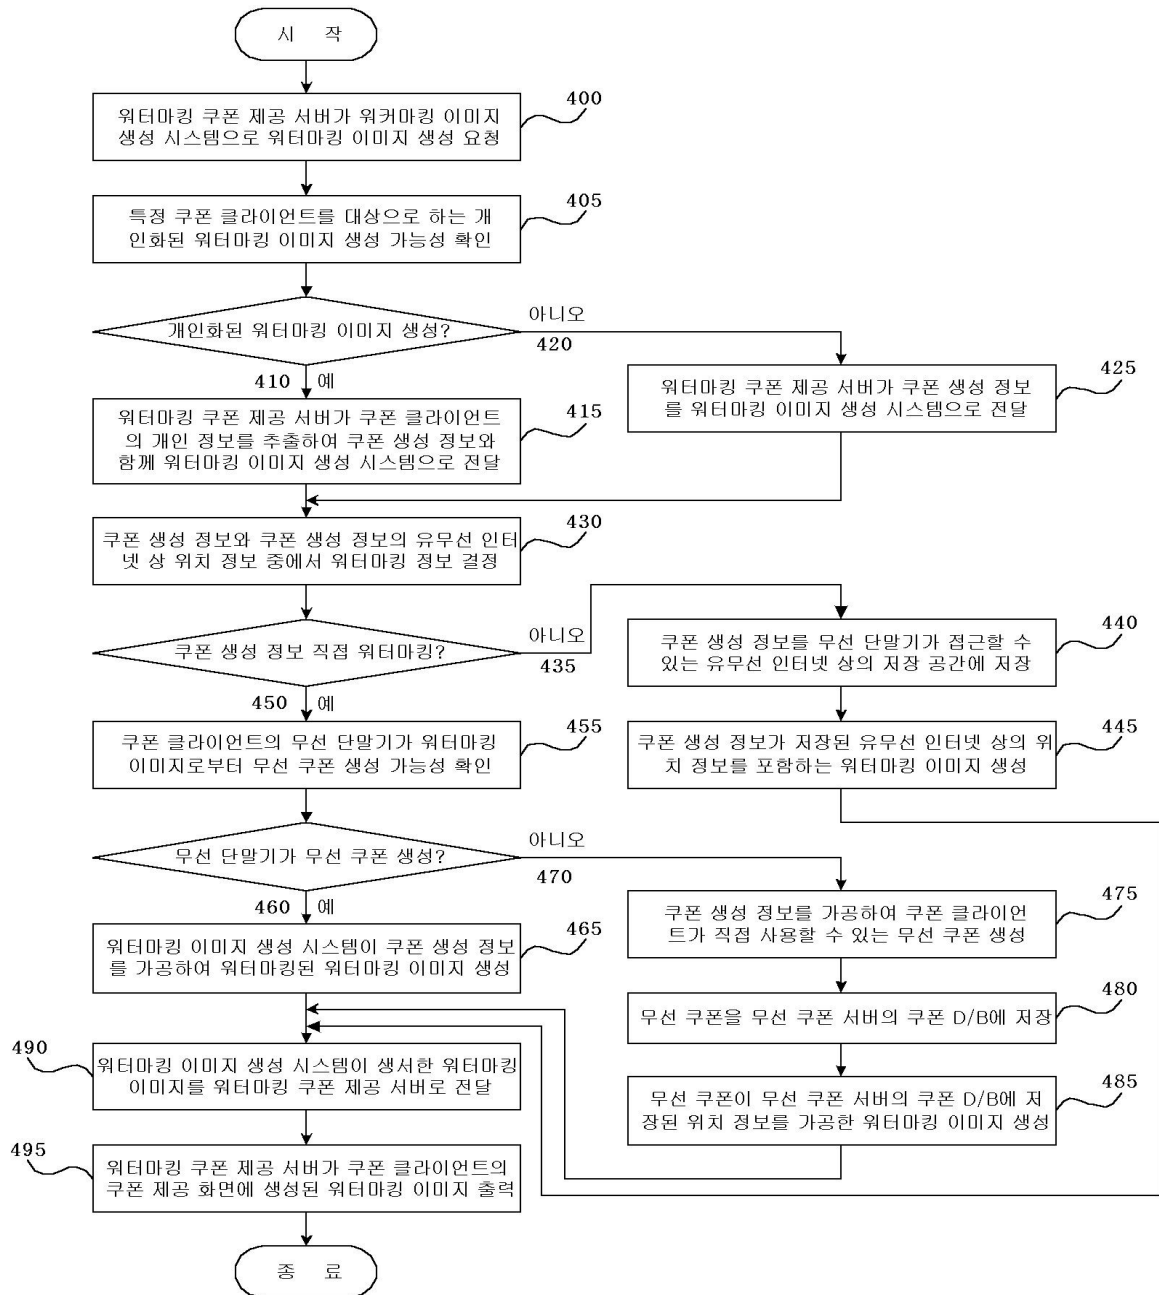 시 작
워터마킹 쿠폰 제공 서버가 워커마킹 이미지
생성 시스템으로 워터마킹 이미지 생성 요청
400
특정 쿠폰 클라이언트를 대상으로 하는 개
인화된 워터마킹 이미지 생성 가능성 확인
405
개인화된 워터마킹 이미지 생성?
아니오
420
410 예
워터마킹 쿠폰 제공 서버가 쿠폰 생성 정보
를 워터마킹 이미지 생성 시스템으로 전달
425
워터마킹 쿠폰 제공 서버가 쿠폰 클라이언트
의 개인 정보를 추출하여 쿠폰 생성 정보와
함께 워터마킹 이미지 생성 시스템으로 전달
415
쿠폰 생성 정보와 쿠폰 생성 정보의 유무선 인터
넷 상 위치 정보 중에서 워터마킹 정보 결정
430
쿠폰 생성 정보 직접 워터마킹?
아니오
435
450 예
쿠폰 생성 정보를 무선 단말기가 접근할 수
있는 유무선 인터넷 상의 저장 공간에 저장
440
쿠폰 생성 정보가 저장된 유무선 인터넷 상의 위
치 정보를 포함하는 워터마킹 이미지 생성
445
쿠폰 클라이언트의 무선 단말기가 워터마킹
이미지로부터 무선 쿠폰 생성 가능성 확인
455
무선 단말기가 무선 쿠폰 생성?
아니오
470
460 예
쿠폰 생성 정보를 가공하여 쿠폰 클라이언
트가 직접 사용할 수 있는 무선 쿠폰 생성
475
워터마킹 이미지 생성 시스템이 쿠폰 생성 정보
를 가공하여 워터마킹된 워터마킹 이미지 생성
465
무선 쿠폰을 무선 쿠폰 서버의 쿠폰 D/B에 저장
480
무선 쿠폰이 무선 쿠폰 서버의 쿠폰 D/B에 저
장된 위치 정보를 가공한 워터마킹 이미지 생성
485
490
워터마킹 이미지 생성 시스템이 생서한 워터마킹
이미지를 워터마킹 쿠폰 제공 서버로 전달
495
워터마킹 쿠폰 제공 서버가 쿠폰 클라이언트의
쿠폰 제공 화면에 생성된 워터마킹 이미지 출력
종 료